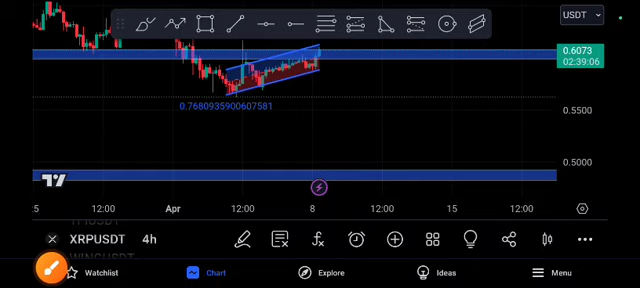 USDT
0.6073
02:39:06
0.7680935900607581
0.5500
0.5000
:5 12:00 Apr 12:00 8 12:00 15 12:00
XRPUSDT 4h
WINGUSDT
Watchlist Chart Explore Ideas Menu